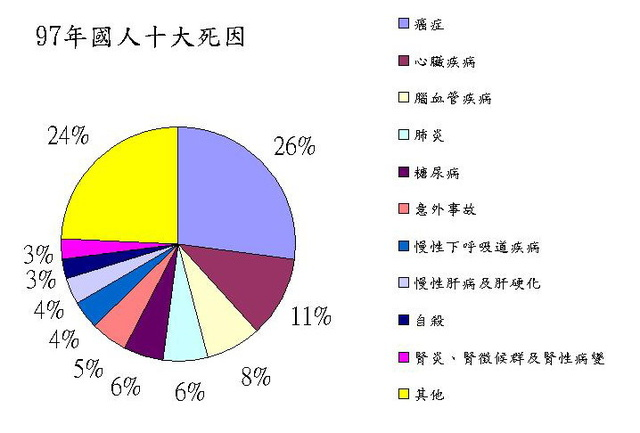 97年國人十大死因
癌症
心臟疾病
腦血管疾病
肺炎
糖尿病
意外事故
慢性下呼吸道疾病
慢性肝病及肝硬化
自殺
腎炎、腎徵候群及腎性病變
其他
24%
26%
3%
3%
4%
4%
5%
6%
6%
8%
11%